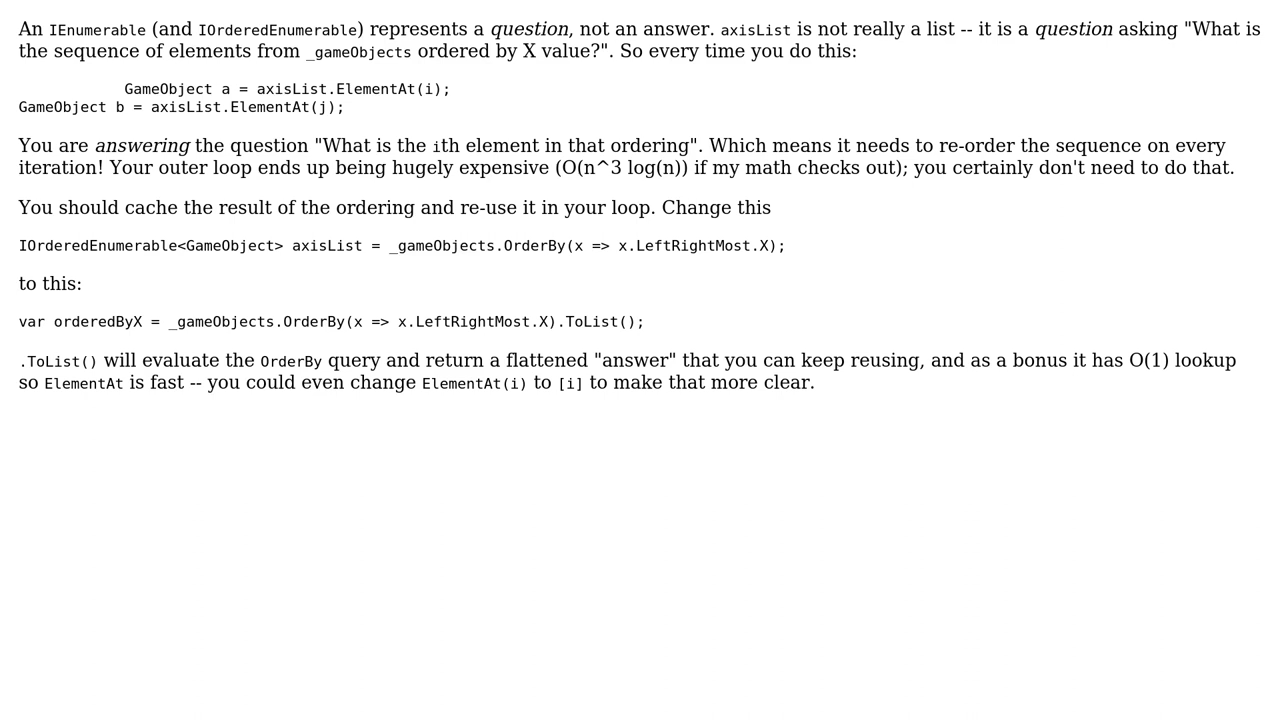 An IEnumerable (and IOrderedEnumerable) represents a question, not an answer. axisList is not really a list -- it is a question asking "What is
the sequence of elements from _gameObjects ordered by X value?". So every time you do this:
GameObject a = axisList.ElementAt(i);
GameObject b = axisList.ElementAt(j);
You are answering the question "What is the ith element in that ordering". Which means it needs to re-order the sequence on every
iteration! Your outer loop ends up being hugely expensive (O(n^3 log(n)) if my math checks out); you certainly don't need to do that.
You should cache the result of the ordering and re-use it in your loop. Change this
IOrderedEnumerable<GameObject> axisList = _gameObjects.OrderBy(x => x.LeftRightMost.X);
to this:
var orderedByX = _gameObjects.OrderBy(x => x.LeftRightMost.X).ToList();
.ToList() will evaluate the OrderBy query and return a flattened "answer" that you can keep reusing, and as a bonus it has O(1) lookup
so ElementAt is fast -- you could even change ElementAt(i) to [i] to make that more clear.